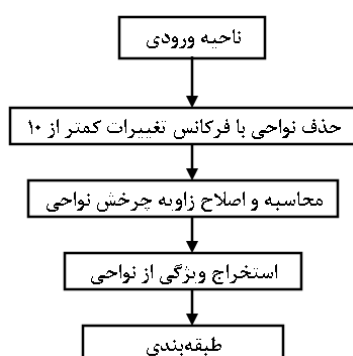 ناحیه ورودی
حذف نواحی با فرکانس تغییرات کمتر از ۱۰
محاسبه و اصلاح زاویه چرخش نواحی
استخراج ویژگی از نواحی
طبقه‌بندی